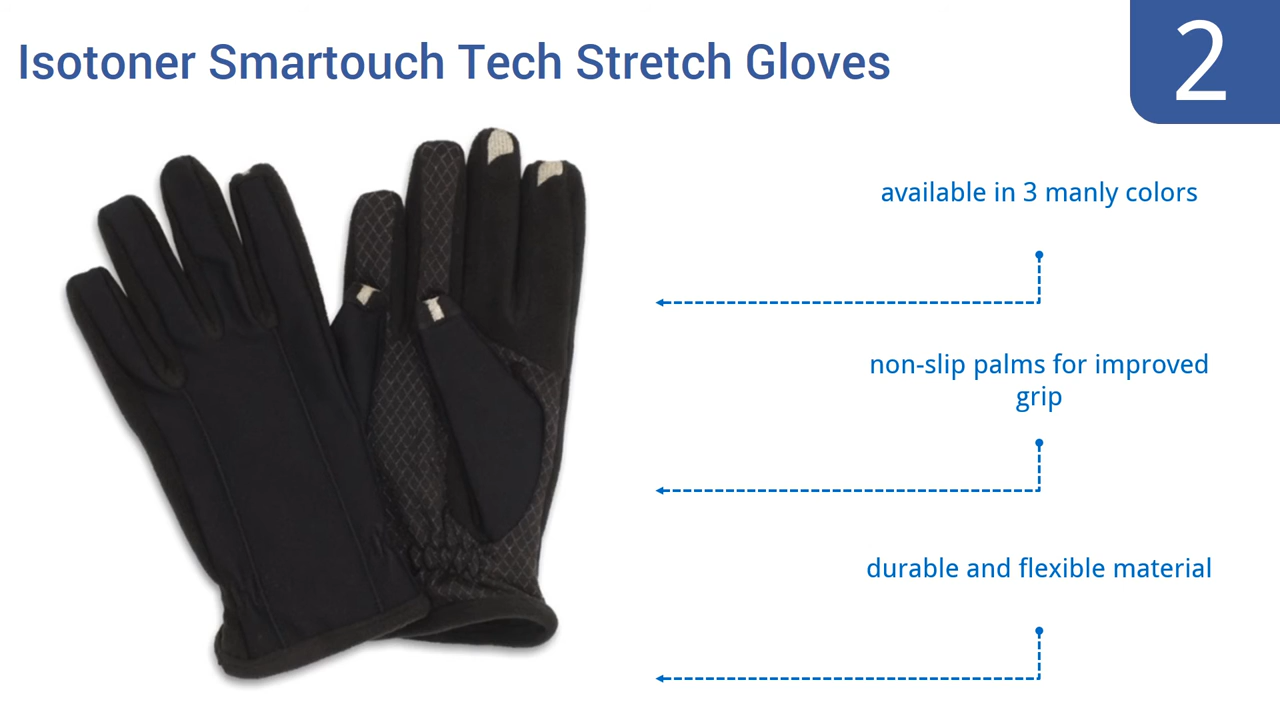 Isotoner Smartouch Tech Stretch Gloves
2
available in 3 manly colors
non-slip palms for improved
grip
durable and flexible material